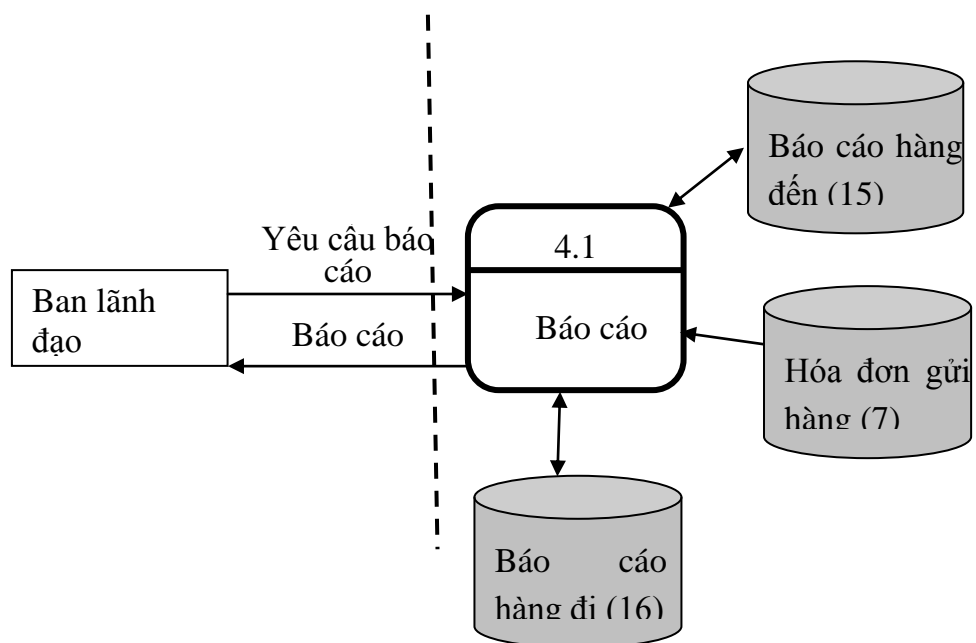 Báo cáo hàng
đến (15)
Yêu câu báo
cáo
4.1
Ban lãnh
đạo
Báo cáo
Báo cáo
Hóa đơn gửi
hàng (7)
Báo cáo
hàng đi (16)